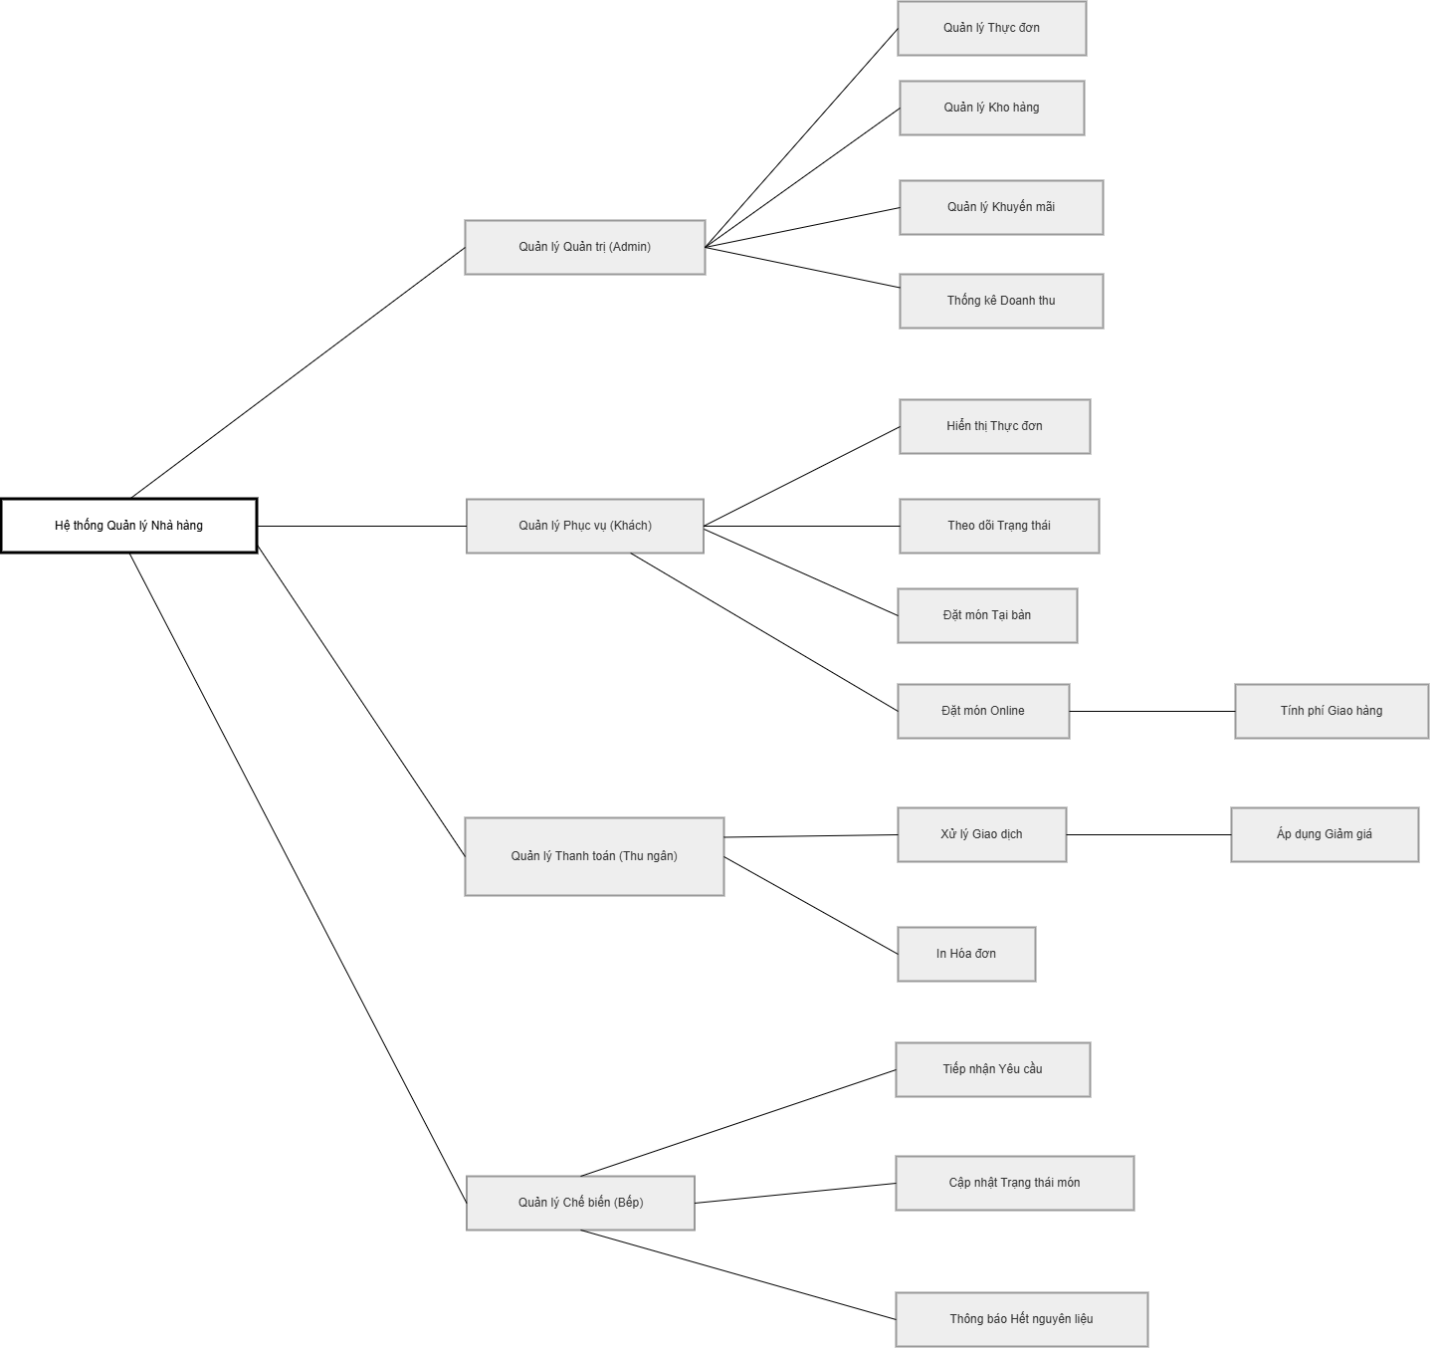 Quản lý Thực đơn
Quản lý Kho hàng
Quản lý Khuyến mãi
Quản lý Quản trị (Admin)
Thống kê Doanh thu
Hiển thị Thực đơn
Hệ thống Quản lý Nhà hàng
Quản lý Phục vụ (Khách)
Theo dõi Trạng thái
Đặt món Tại bàn
Đặt món Online
Tính phí Giao hàng
Xử lý Giao dịch
Áp dụng Giảm giá
Quản lý Thanh toán (Thu ngân)
In Hóa đơn
Tiếp nhận Yêu cầu
Cập nhật Trạng thái món
Quản lý Chế biến (Bếp)
Thông báo Hết nguyên liệu